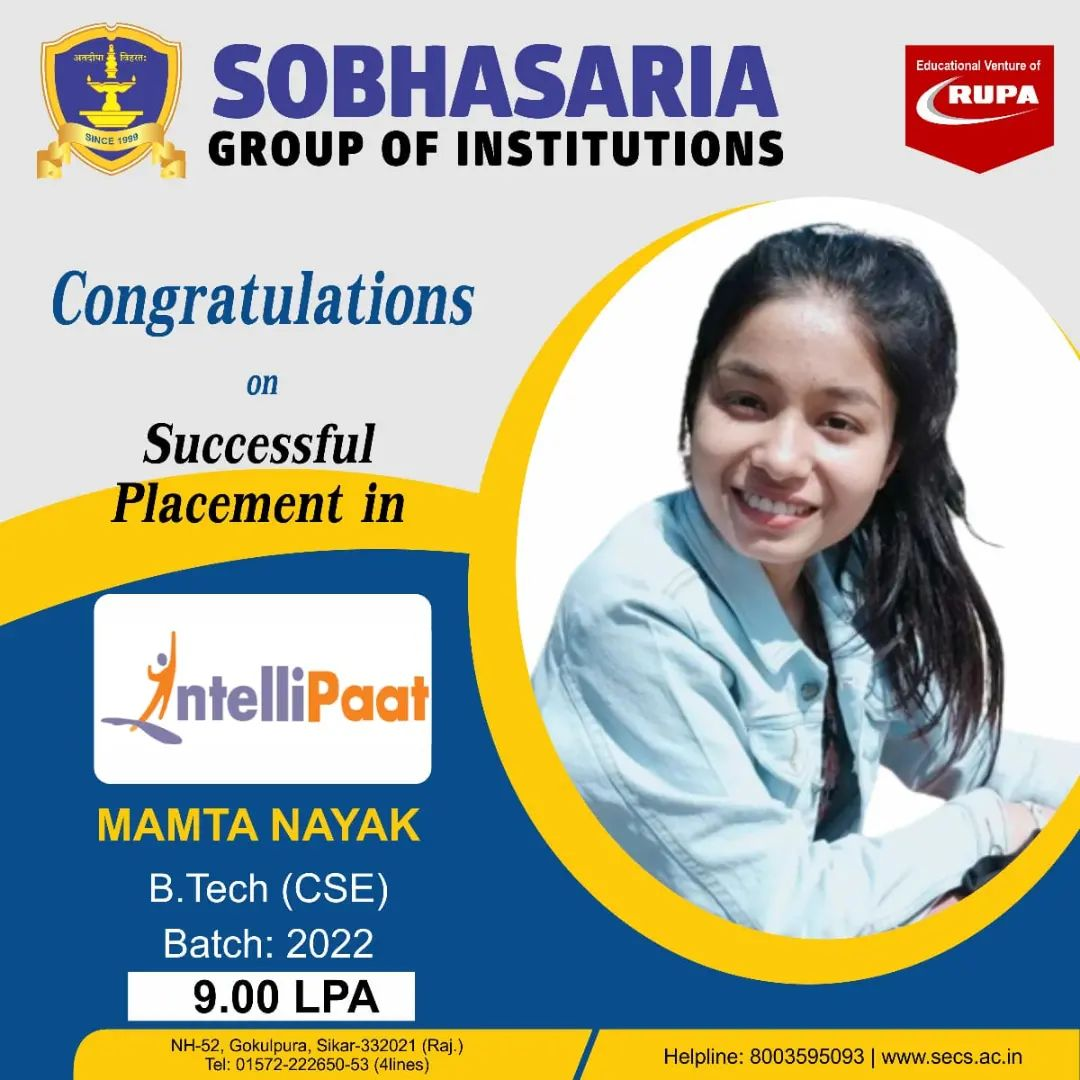 अतदीपा विहरत:
SINCE 1999
SOBHASARIA
GROUP OF INSTITUTIONS
Educational Venture of
RUPA
Congratulations
on
Successful
Placement in
IntelliPaat
MAMTA NAYAK
B.Tech (CSE)
Batch: 2022
9.00 LPA
NH-52, Gokulpura, Sikar-332021 (Raj.)
Tel: 01572-222650-53 (4lines)
Helpline: 8003595093 | www.secs.ac.in